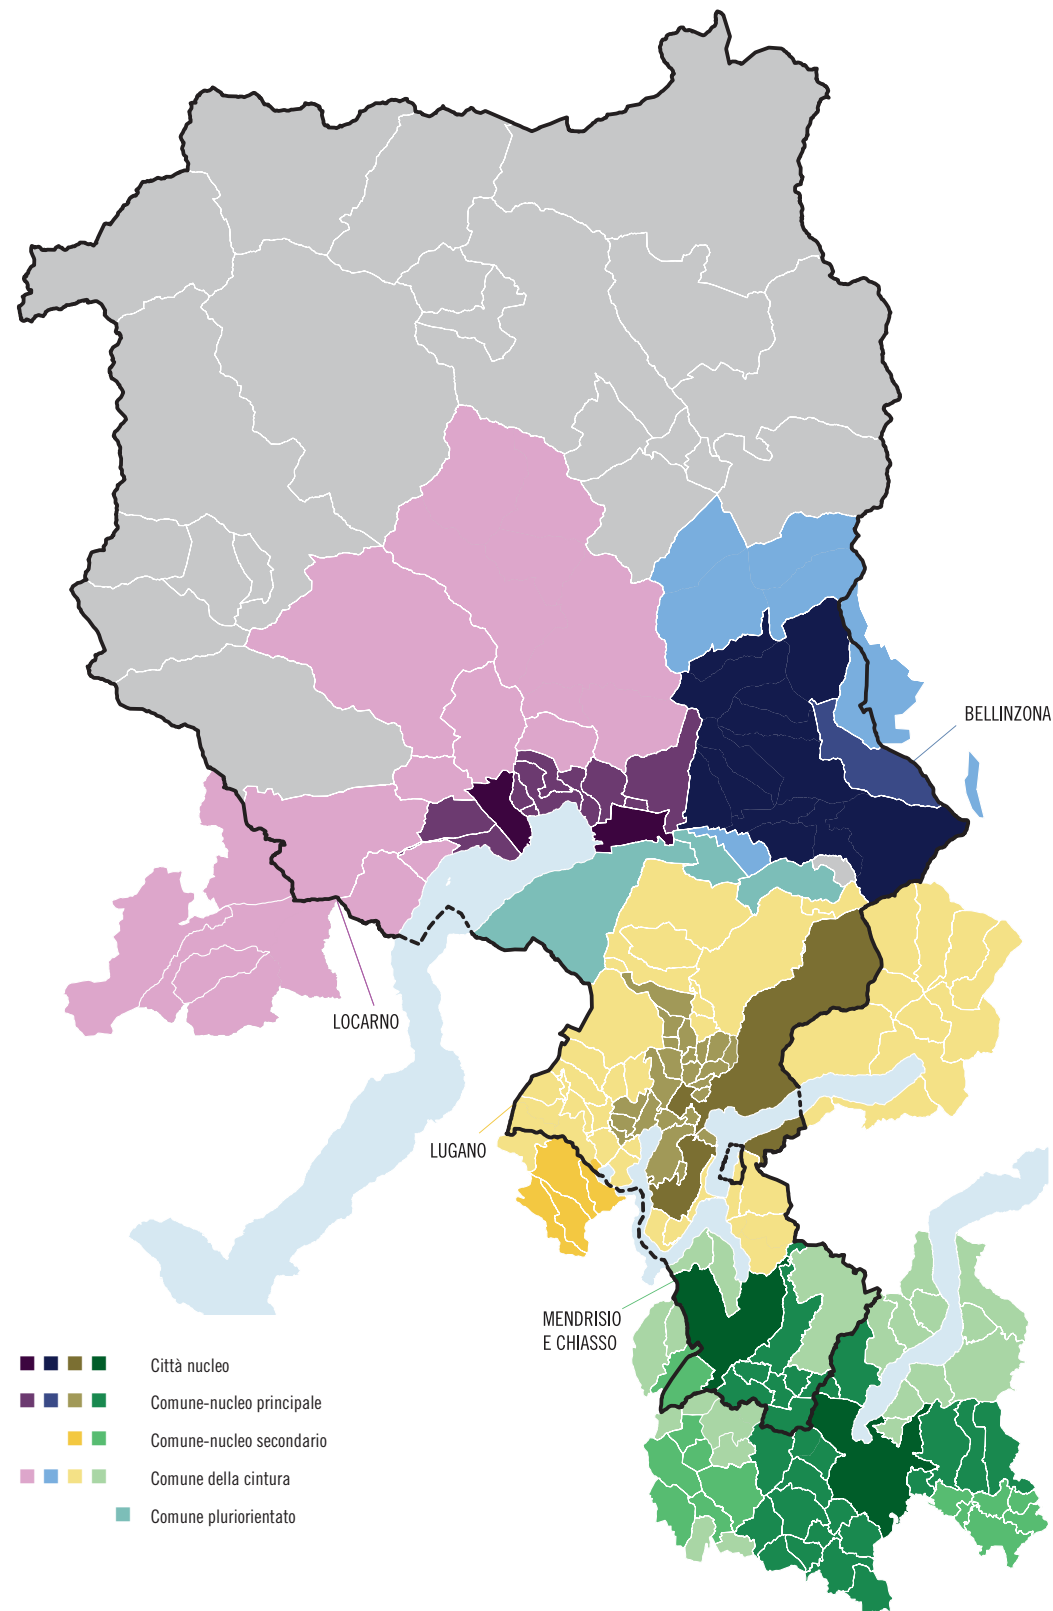 BELLINZONA
LOCARNO
LUGANO
MENDRISIO
E CHIASSO
Città nucleo
Comune-nucleo principale
Comune-nucleo secondario
Comune della cintura
Comune pluriorientato